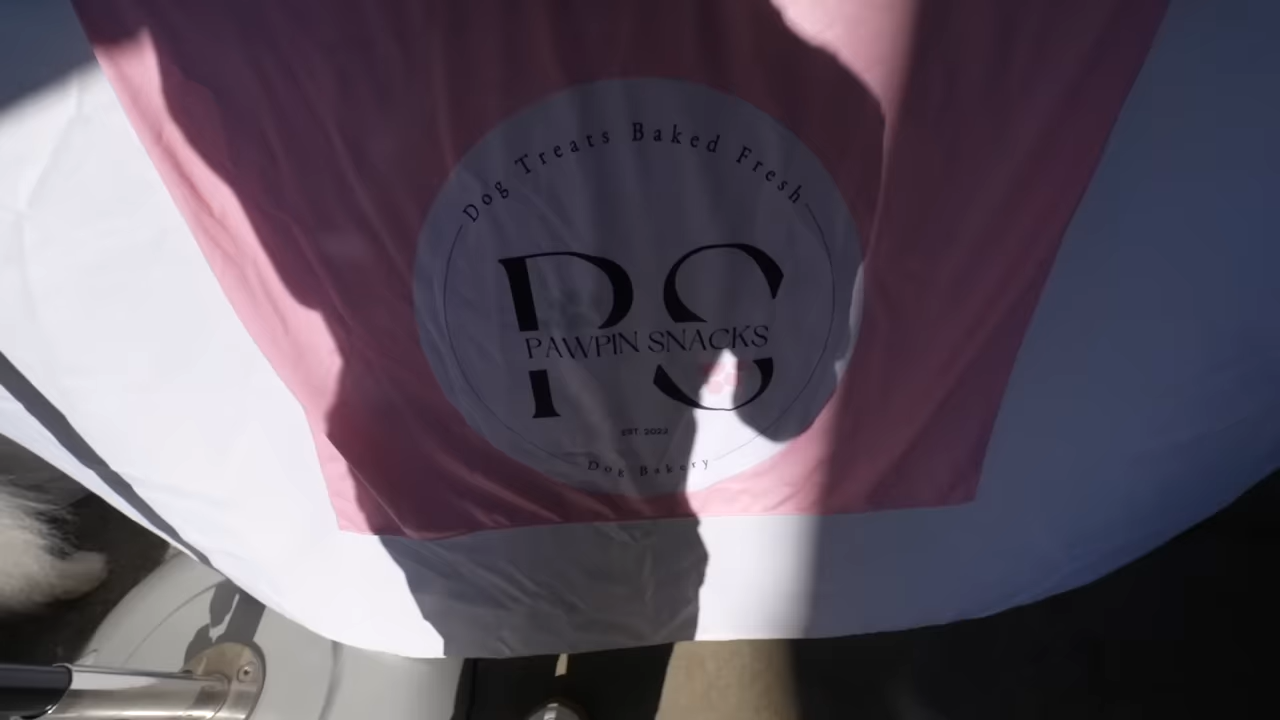 Dog Treats Baked Fresh
PS
PAWPIN SNACKS
EST. 2022
Dog Bakery